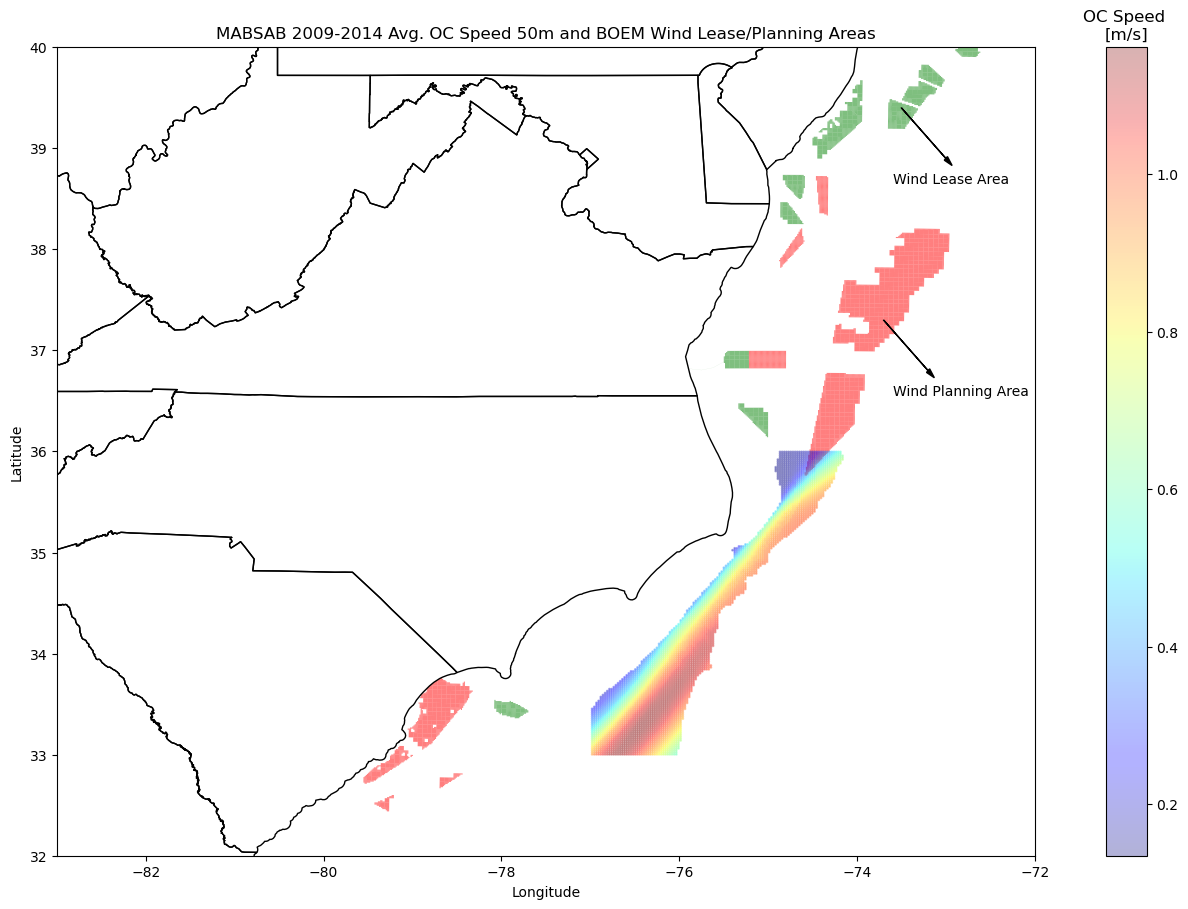 MABSAB 2009-2014 Avg. OC Speed 50m and BOEM Wind Lease/Planning Areas
OC Speed
[m/s]
40
39
38
37
36
35
34
33
32
Latitude
−82
−80
−78
−76
−74
−72
Longitude
Wind Lease Area
Wind Planning Area
1.0
0.8
0.6
0.4
0.2